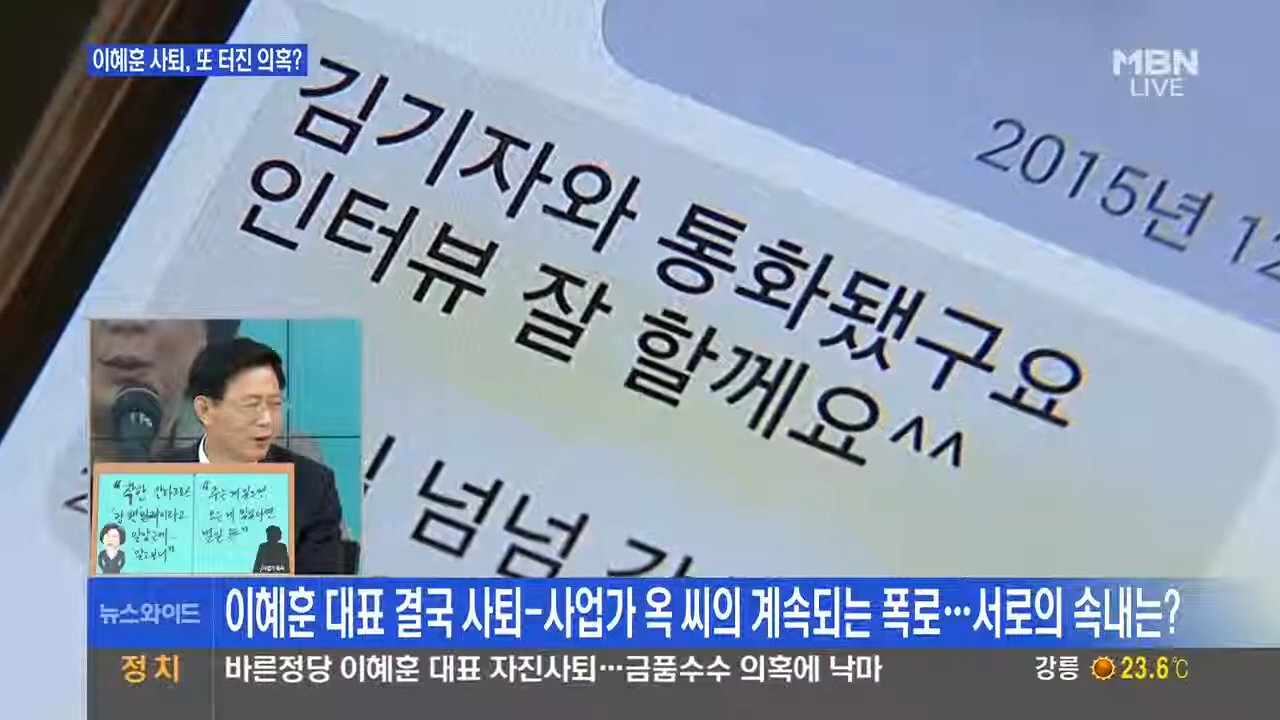 이혜훈 사퇴, 또 터진 의혹?
MBN
LIVE
2015년 12
김기자와 통화됐구요
인터뷰 잘 할께요^^
넘넘
뉴스와이드
이혜훈 대표 결국 사퇴-사업가 옥 씨의 계속되는 폭로…서로의 속내는?
정치
바른정당 이혜훈 대표 자진사퇴…금품수수 의혹에 낙마
강릉 23.6℃